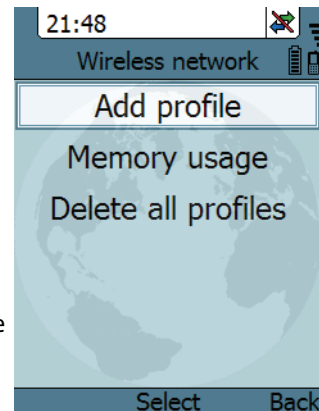 21:48
Wireless network
Add profile
Memory usage
Delete all profiles
e
Select Back